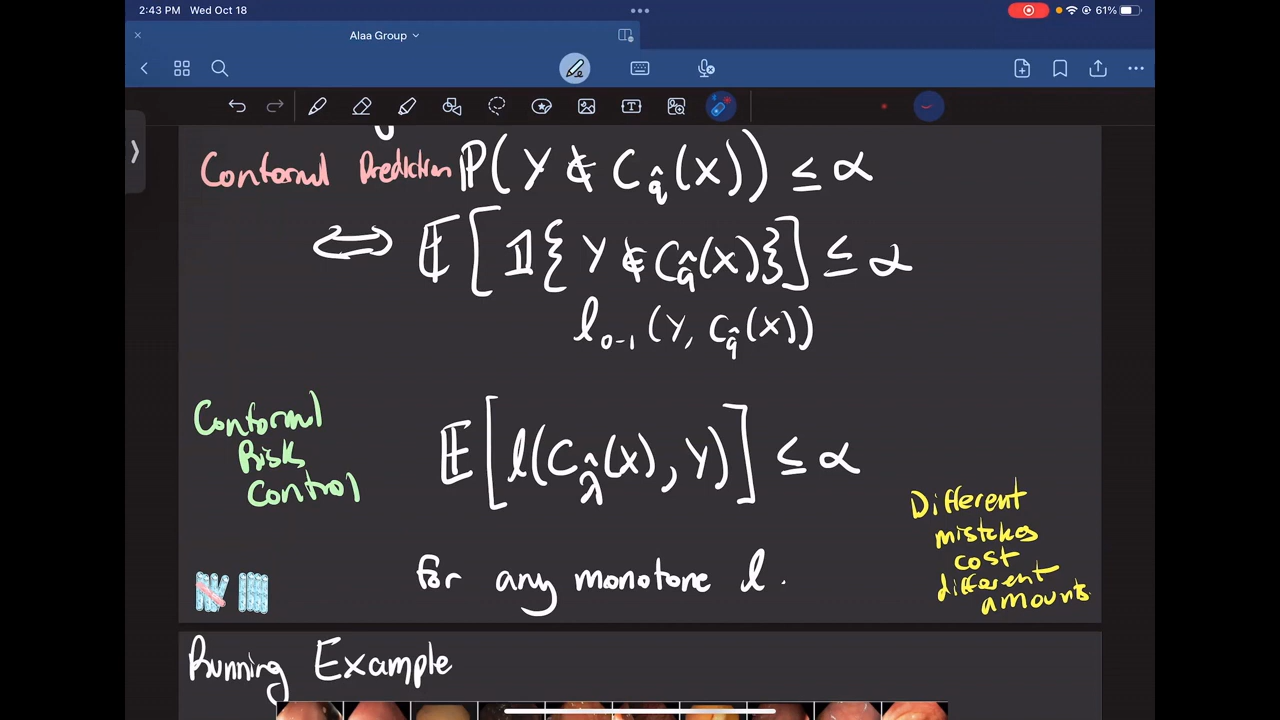 2:43 PM Wed Oct 18
61%
Alaa Group
Conformal Prediction ℙ(Y ∉ C_q̂(X)) ≤ α
⇔ 𝔼[𝟙{Y ∉ C_q̂(X)}] ≤ α
l_0-1(Y, C_q̂(X))
Conformal
Risk
Control
𝔼[l(C_λ̂(X), Y)] ≤ α
Different
mistakes
cost
different
amounts
for any monotone l.
Running Example